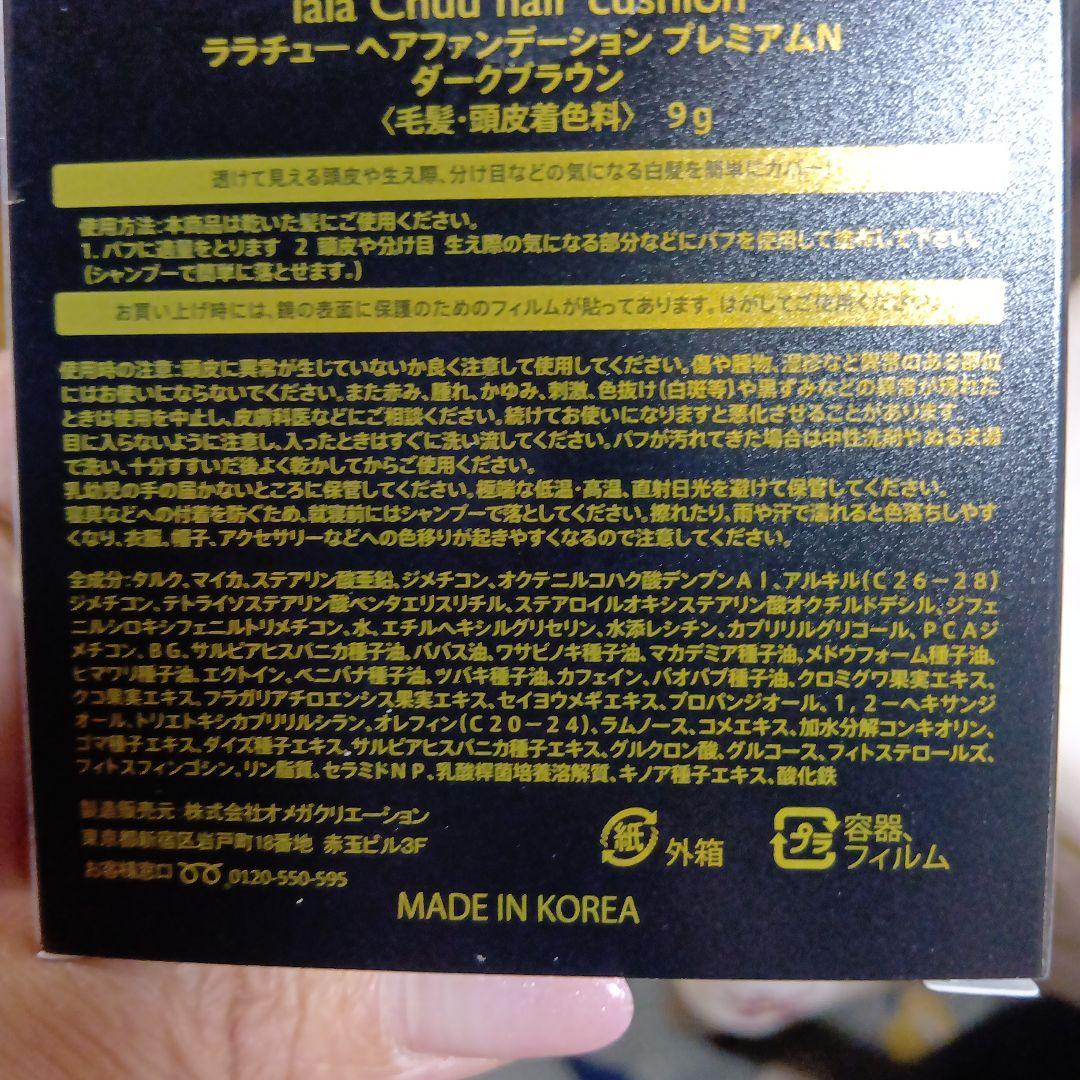 lala Chuu hair cushion
ララチュー ヘアファンデーション プレミアムN
ダークブラウン
〈毛髪・頭皮着色料〉 9g
透けて見える頭皮や生え際、分け目などの気になる白髪を簡単にカバー!
使用方法:本商品は乾いた髪にご使用ください。
1. パフに適量をとります 2 頭皮や分け目 生え際の気になる部分などにパフを使用して塗布して下さい。
(シャンプーで簡単に落とせます。)
お買い上げ時には、鏡の表面に保護のためのフィルムが貼ってあります。はがしてご使用ください。
使用時の注意:頭皮に異常が生じていないか良く注意して使用してください。傷や腫物、湿疹など異常のある部位
にはお使いにならないでください。また赤み、腫れ、かゆみ、刺激、色抜け(白斑等)や黒ずみなどの異常が現れた
ときは使用を中止し、皮膚科医などにご相談ください。続けてお使いになりますと悪化させることがあります。
目に入らないように注意し、入ったときはすぐに洗い流してください。パフが汚れてきた場合は中性洗剤やぬるま湯
で洗い、十分すすいだ後よく乾かしてからご使用ください。
乳幼児の手の届かないところに保管してください。極端な低温・高温、直射日光を避けて保管してください。
寝具などへの付着を防ぐため、就寝前にはシャンプーで落としてください。擦れたり、雨や汗で濡れると色落ちしやす
くなり、衣服、帽子、アクセサリーなどへの色移りが起きやすくなるので注意してください。
全成分:タルク、マイカ、ステアリン酸亜鉛、ジメチコン、オクテニルコハク酸デンプンAl、アルキル(C26-28)
ジメチコン、テトライソステアリン酸ペンタエリスリチル、ステアロイルオキシステアリン酸オクチルドデシル、ジフェ
ニルシロキシフェニルトリメチコン、水、エチルヘキシルグリセリン、水添レシチン、カプリリルグリコール、PCAジ
メチコン、BG、サルビアヒスパニカ種子油、ババス油、ワサビノキ種子油、マカデミア種子油、メドウフォーム種子油、
ヒマワリ種子油、エクトイン、ベニバナ種子油、ツバキ種子油、カフェイン、バオバブ種子油、クロミグワ果実エキス、
クコ果実エキス、フラガリアチロエンシス果実エキス、セイヨウメギエキス、プロパンジオール、1,2-ヘキサンジ
オール、トリエトキシカプリリルシラン、オレフィン(C20-24)、ラムノース、コメエキス、加水分解コンキオリン、
ゴマ種子エキス、ダイズ種子エキス、サルビアヒスパニカ種子エキス、グルクロン酸、グルコース、フィトステロールズ、
フィトスフィンゴシン、リン脂質、セラミドNP、乳酸桿菌培養溶解質、キノア種子エキス、酸化鉄
製造販売元 株式会社オメガクリエーション
東京都新宿区岩戸町18番地 赤玉ビル3F
お客様窓口 0120-550-595
紙 外箱
プラ 容器、
フィルム
MADE IN KOREA